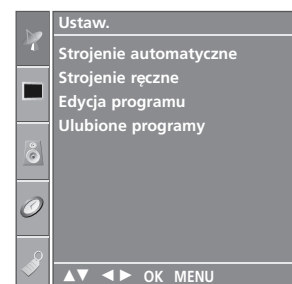 Ustaw.
Strojenie automatyczne
Strojenie ręczne
Edycja programu
Ulubione programy
▲▼ ◄► OK MENU